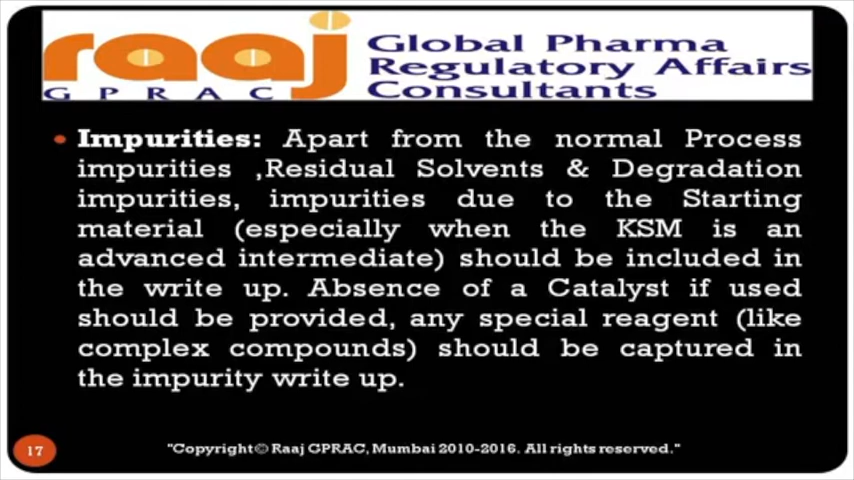 raaj
GPRAC
Global Pharma
Regulatory Affairs
Consultants
• Impurities: Apart from the normal Process
impurities ,Residual Solvents & Degradation
impurities, impurities due to the Starting
material (especially when the KSM is an
advanced intermediate) should be included in
the write up. Absence of a Catalyst if used
should be provided, any special reagent (like
complex compounds) should be captured in
the impurity write up.
17
"Copyright© Raaj GPRAC, Mumbai 2010-2016. All rights reserved."